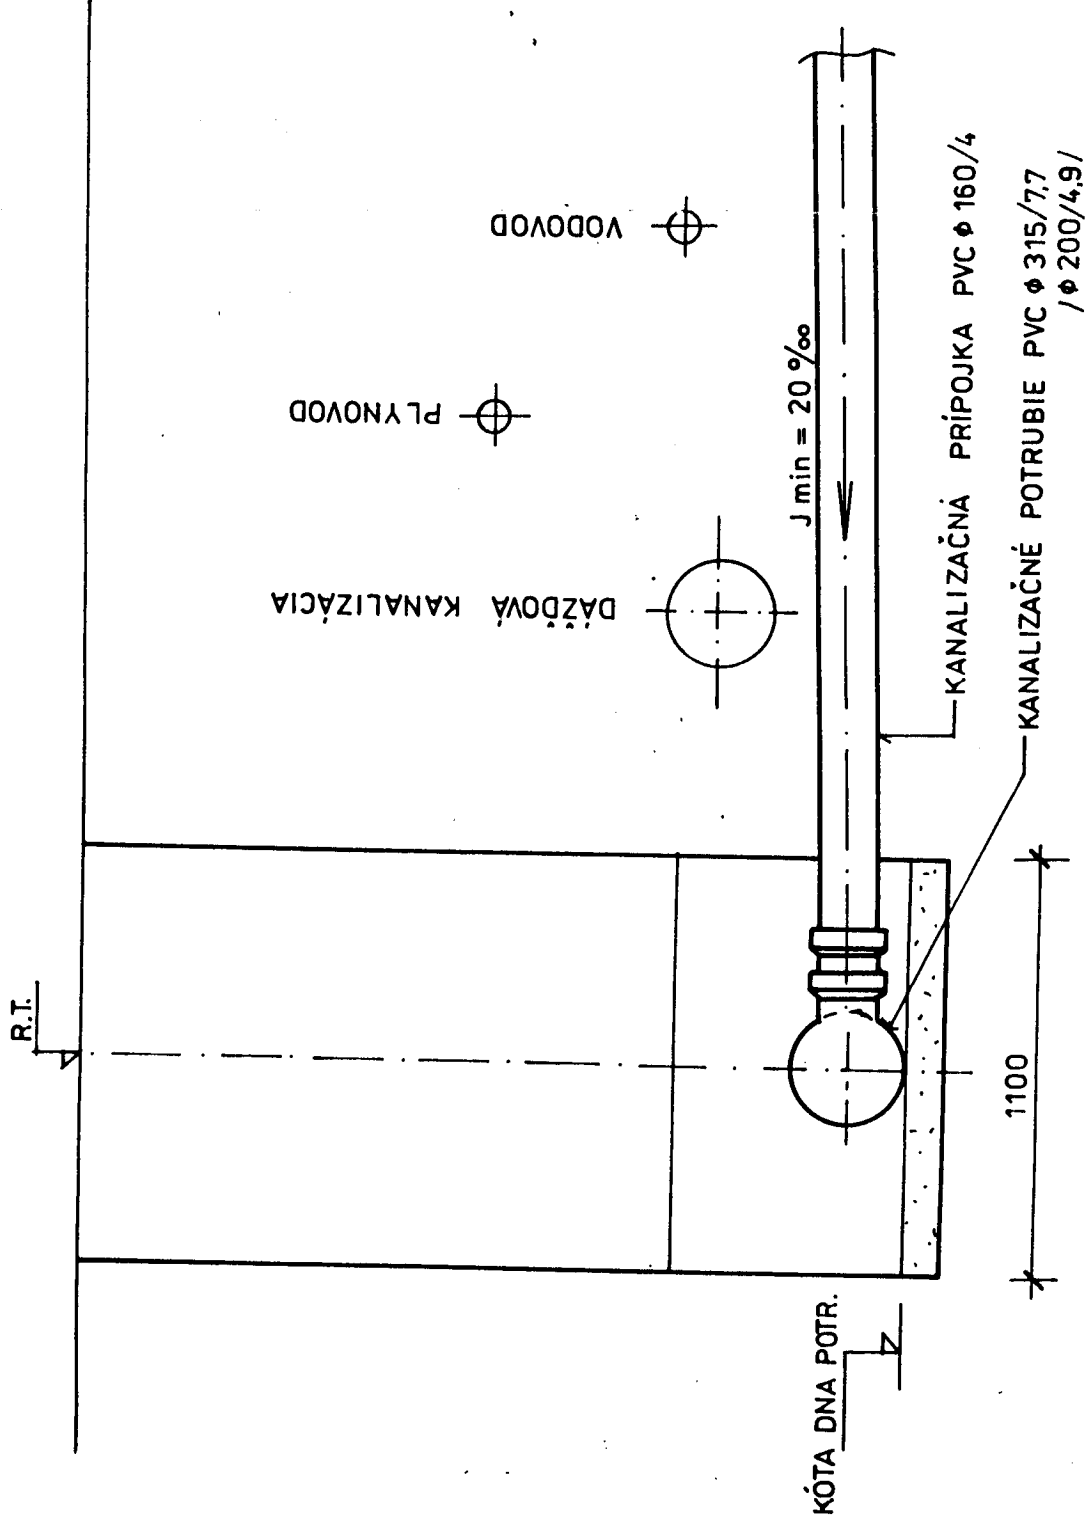 R.T.
VODOVOD
PLYNOVOD
DÁŽĎOVÁ KANALIZÁCIA
J min = 20 ‰
KANALIZAČNÁ PRÍPOJKA PVC ϕ 160/4
KANALIZAČNÉ POTRUBIE PVC ϕ 315/7,7
/ϕ 200/4,9/
1100
KÓTA DNA POTR.